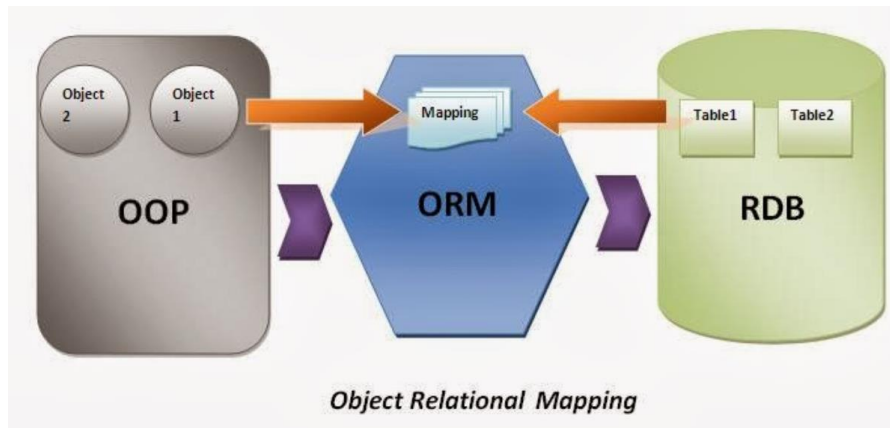 Object
2
Object
1
Mapping
Table1
Table2
OOP
ORM
RDB
Object Relational Mapping